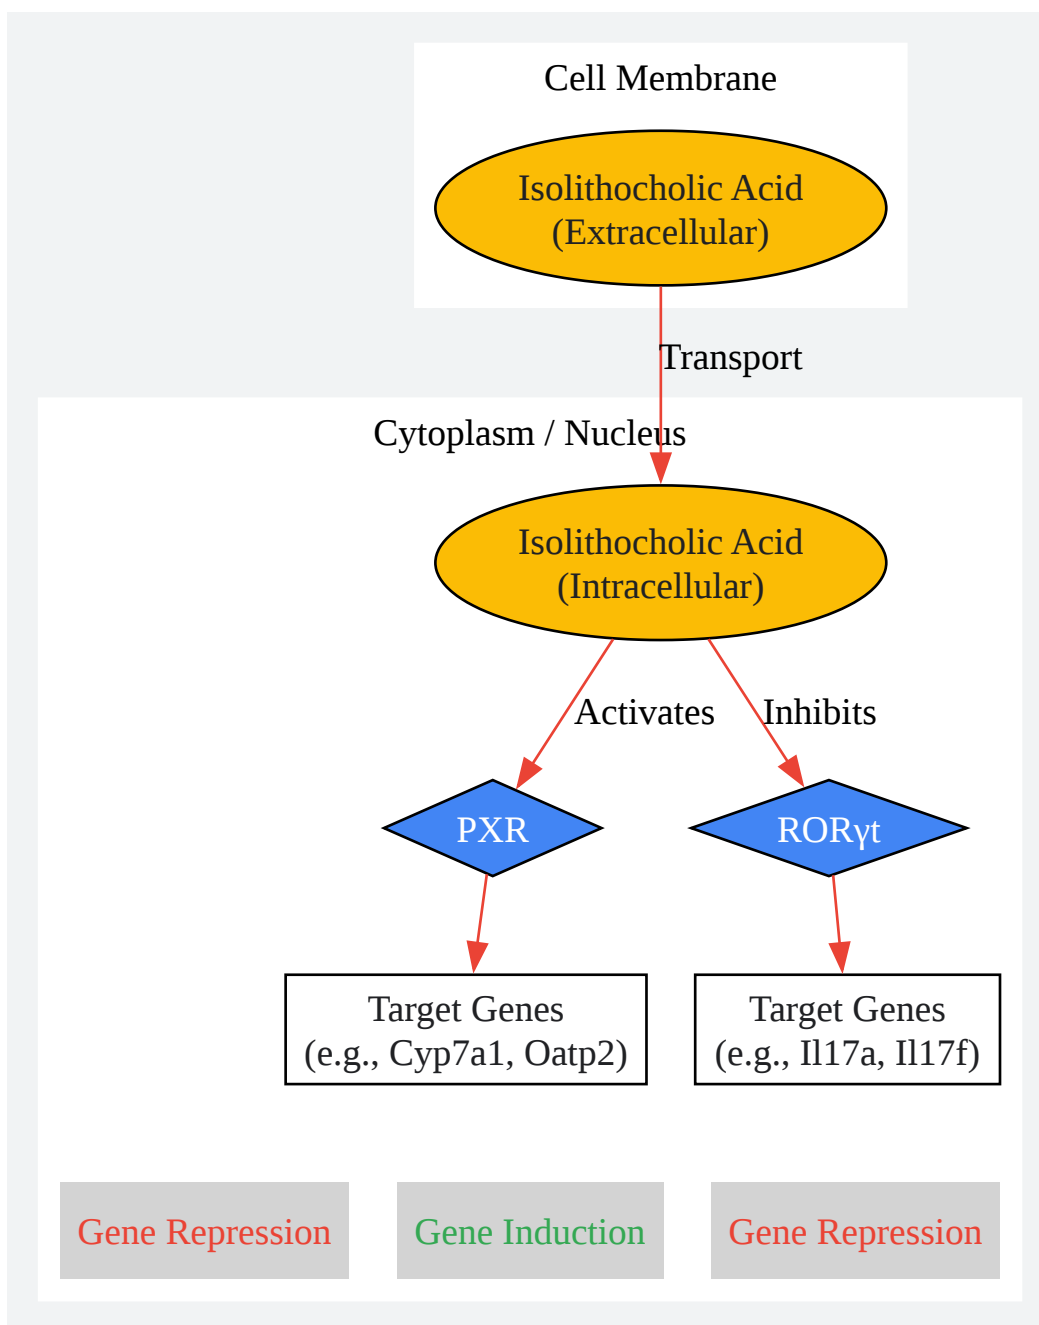 Cell Membrane
Isolithocholic Acid
(Extracellular)
Transport
Cytoplasm / Nucleus
Isolithocholic Acid
(Intracellular)
Activates
Inhibits
PXR
RORγt
Target Genes
(e.g., Cyp7a1, Oatp2)
Target Genes
(e.g., Il17a, Il17f)
Gene Repression
Gene Induction
Gene Repression